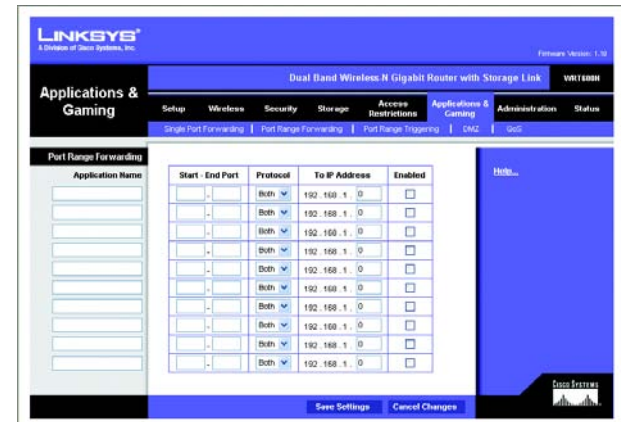 LINKSYS®
A Division of Cisco Systems, Inc.
Firmware Version: 1.10
Dual Band Wireless-N Gigabit Router with Storage Link WRT600N
Applications & Gaming
Setup Wireless Security Storage Access Restrictions Applications & Gaming Administration Status
Single Port Forwarding | Port Range Forwarding | Port Range Triggering | DMZ | QoS
Port Range Forwarding
Application Name Start - End Port Protocol To IP Address Enabled Help...
- Both 192 .168 .1 . 0
- Both 192 .168 .1 . 0
- Both 192 .168 .1 . 0
- Both 192 .168 .1 . 0
- Both 192 .168 .1 . 0
- Both 192 .168 .1 . 0
- Both 192 .168 .1 . 0
- Both 192 .168 .1 . 0
- Both 192 .168 .1 . 0
- Both 192 .168 .1 . 0
Cisco Systems
Save Settings Cancel Changes